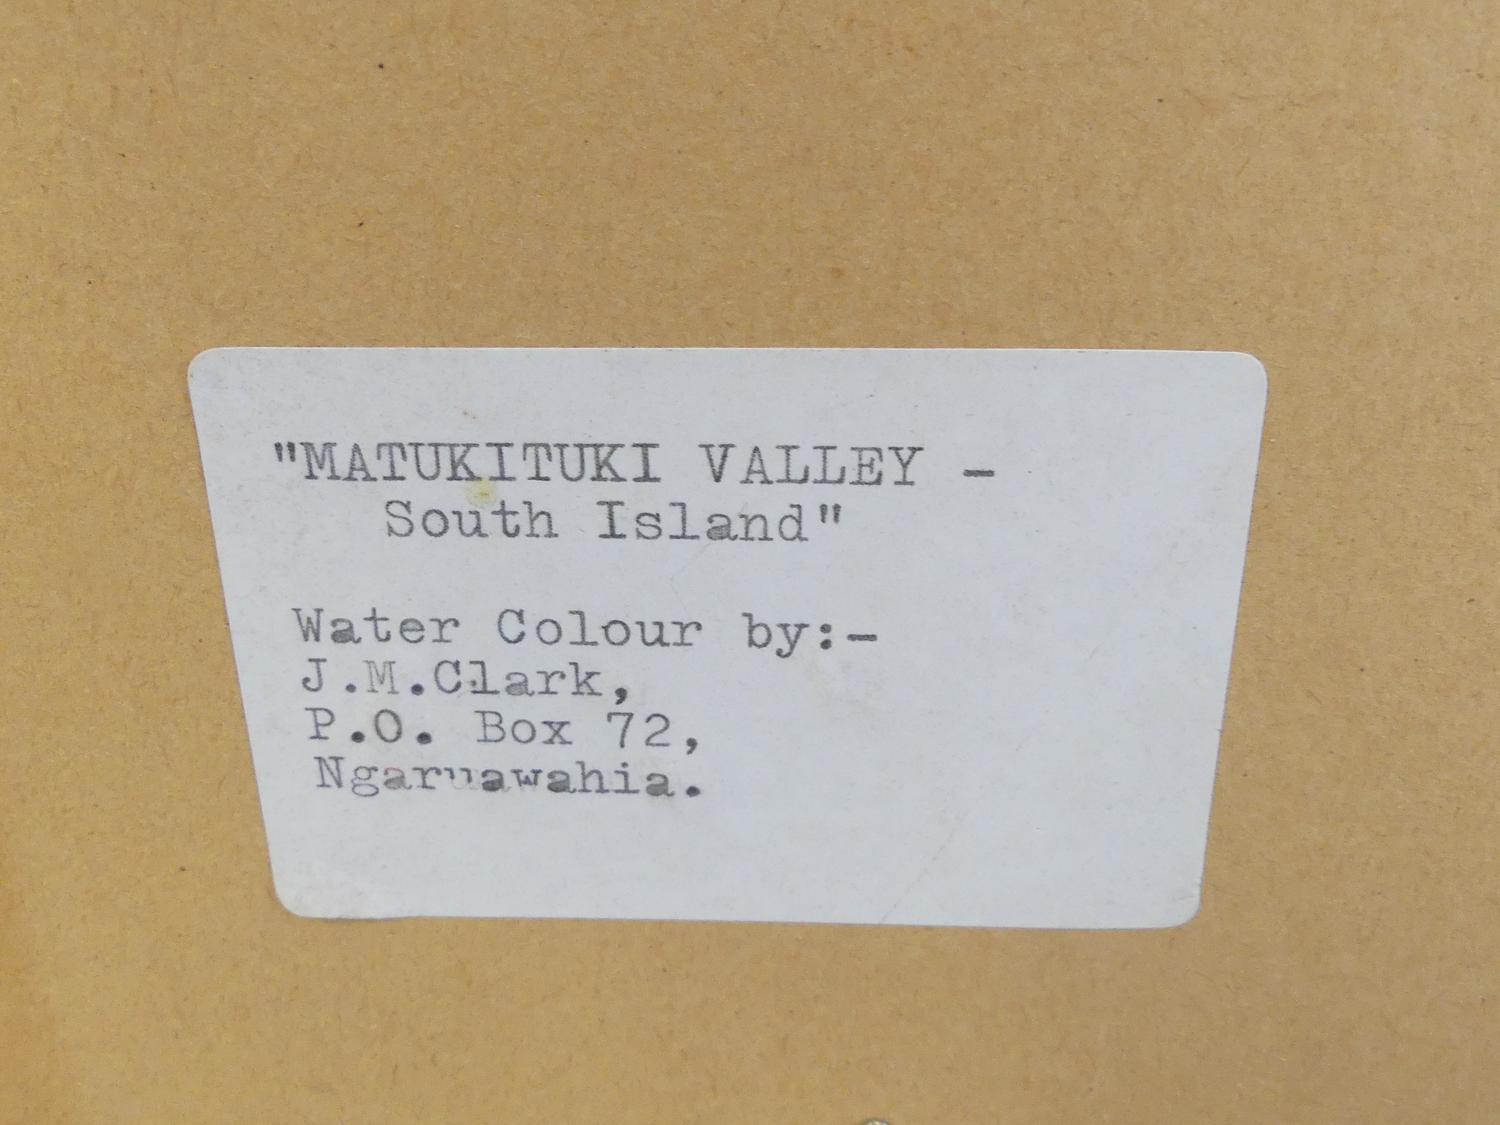 "MATUKITUKI VALLEY -
South Island"
Water Colour by:-
J.M.Clark,
P.O. Box 72,
Ngaruawahia.